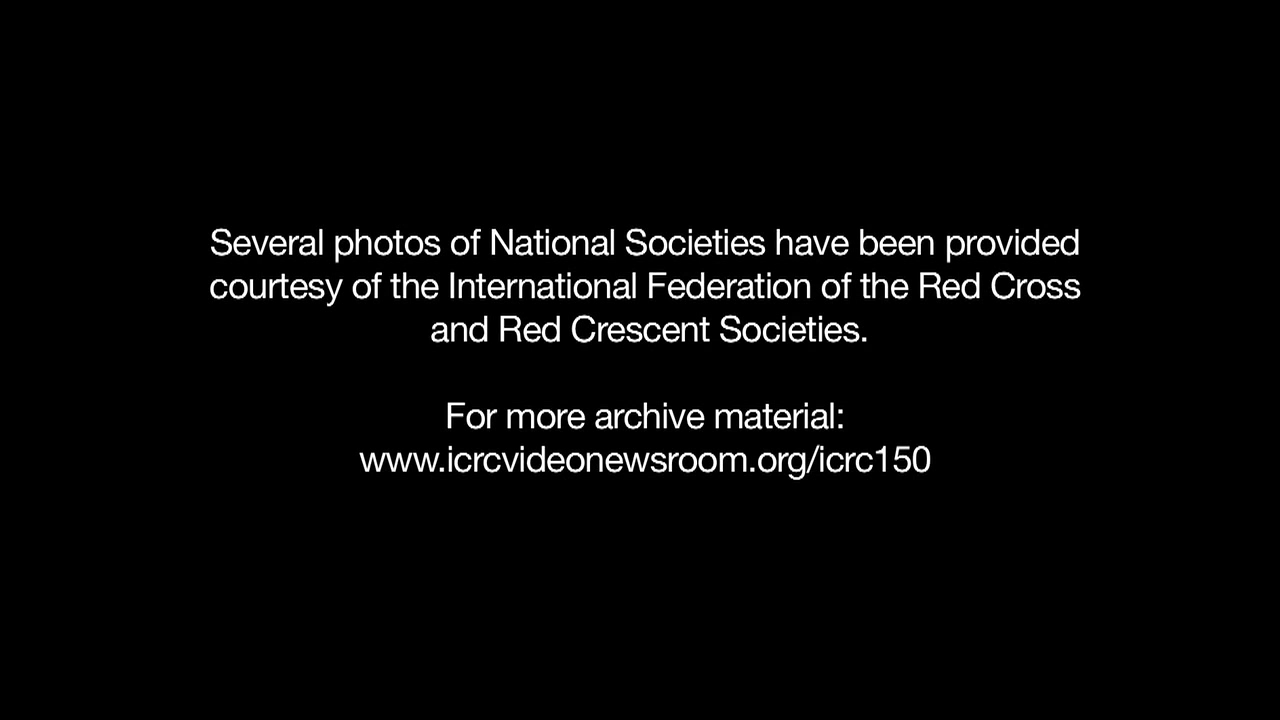 Several photos of National Societies have been provided
courtesy of the International Federation of the Red Cross
and Red Crescent Societies.
For more archive material:
www.icrcvideonewsroom.org/icrc150